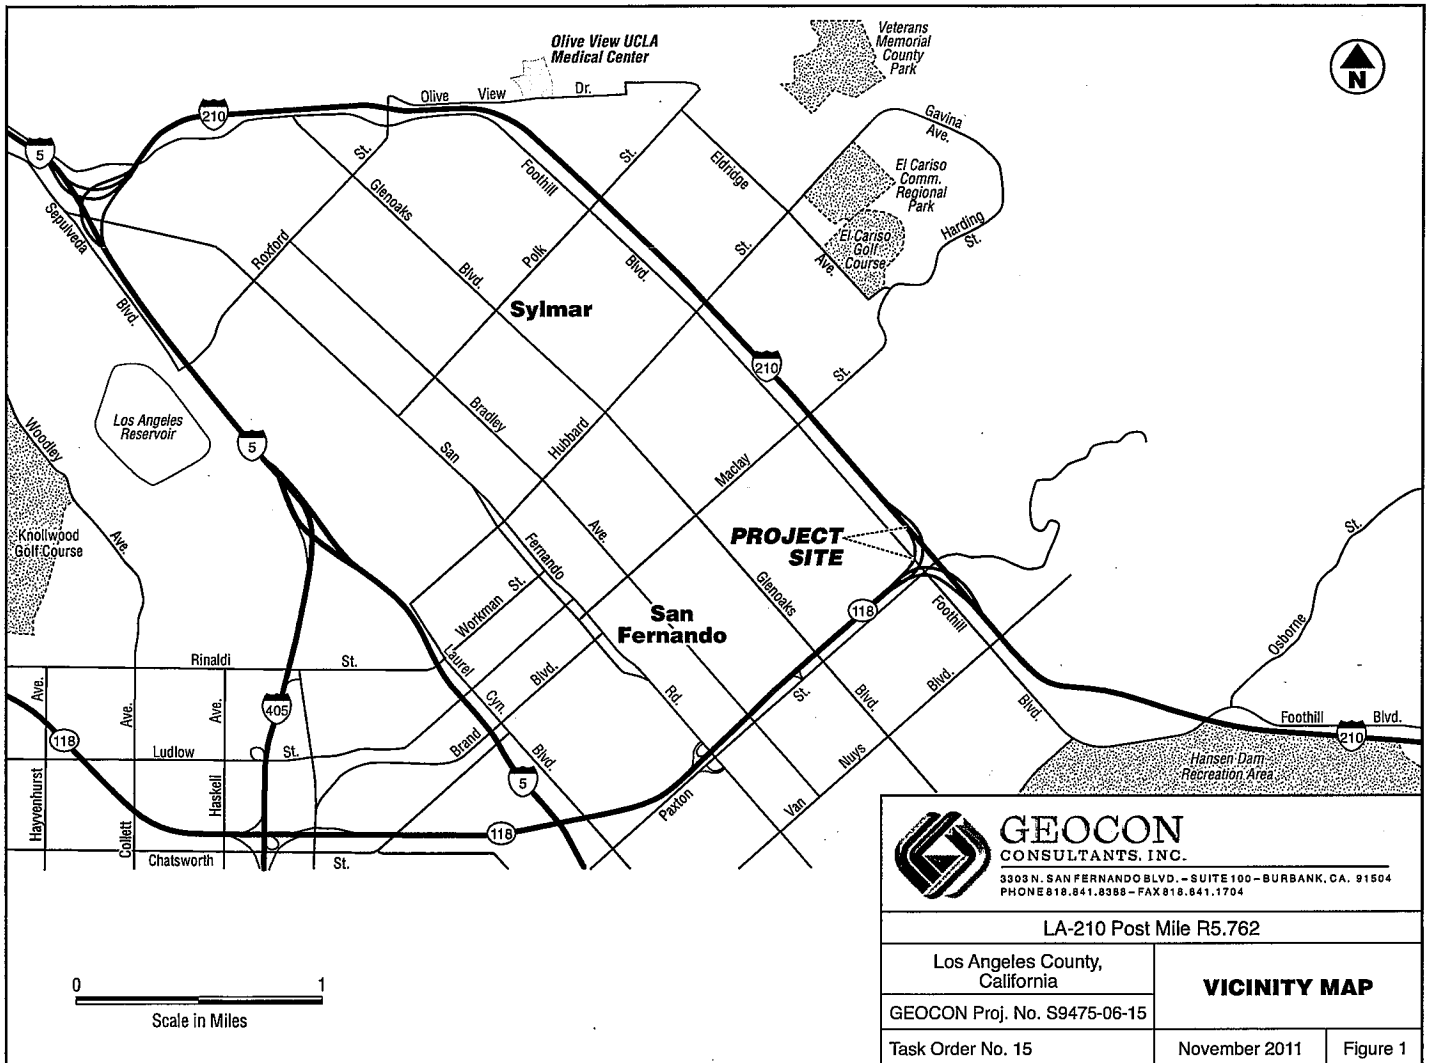 Olive View UCLA
Medical Center
Veterans
Memorial
County
Park
N
Olive View Dr.
210
5
Gavina
Ave.
El Cariso
Comm.
Regional
Park
El Cariso
Golf
Course
Harding
St.
Eldridge
Ave.
Foothill
Blvd.
Polk
St.
Glenoaks
Blvd.
Roxford
St.
Sepulveda
Blvd.
Sylmar
210
Hubbard
St.
Maclay
St.
Bradley
Ave.
San
Fernando
Rd.
Los Angeles
Reservoir
5
Woodley
Ave.
Knollwood
Golf Course
PROJECT
SITE
San
Fernando
Workman St.
Laurel
Cyn.
Blvd.
Glenoaks
Blvd.
118
Foothill
Blvd.
Osborne
St.
Rinaldi St.
405
Brand
Blvd.
Ludlow St.
118
Hayvenhurst
Ave.
Collett
Ave.
Haskell
Ave.
Chatsworth St.
118
5
Paxton
St.
Van
Nuys
Blvd.
Foothill Blvd.
210
Hansen Dam
Recreation Area
GEOCON
CONSULTANTS, INC.
3303 N. SAN FERNANDO BLVD. – SUITE 100 – BURBANK, CA. 91504
PHONE 818.841.8388 – FAX 818.841.1704
LA-210 Post Mile R5.762
Los Angeles County,
California
VICINITY MAP
GEOCON Proj. No. S9475-06-15
Task Order No. 15
November 2011
Figure 1
0 1
Scale in Miles